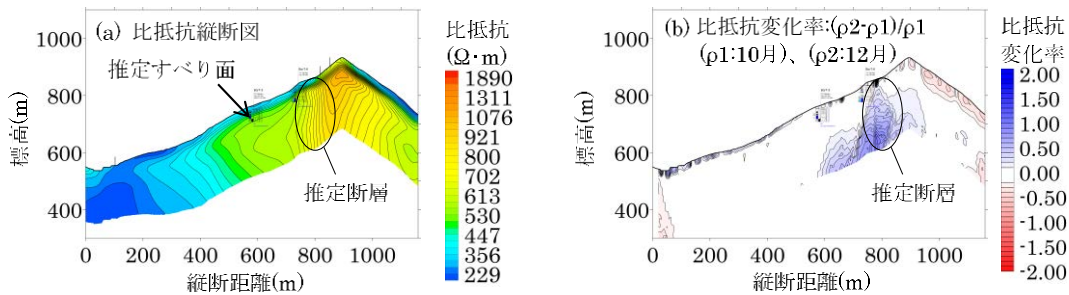 (a) 比抵抗縦断図
推定すべり面
推定断層
標高(m)
1000
800
600
400
0 200 400 600 800 1000
縦断距離(m)
比抵抗
(Ω·m)
1890
1311
1076
921
802
702
613
530
447
356
229
(b) 比抵抗変化率:(ρ2-ρ1)/ρ1
(ρ1:10月)、(ρ2:12月)
推定断層
標高(m)
1000
800
600
400
0 200 400 600 800 1000
縦断距離(m)
比抵抗
変化率
2.00
1.50
1.00
0.50
0.00
-0.50
-1.00
-1.50
-2.00